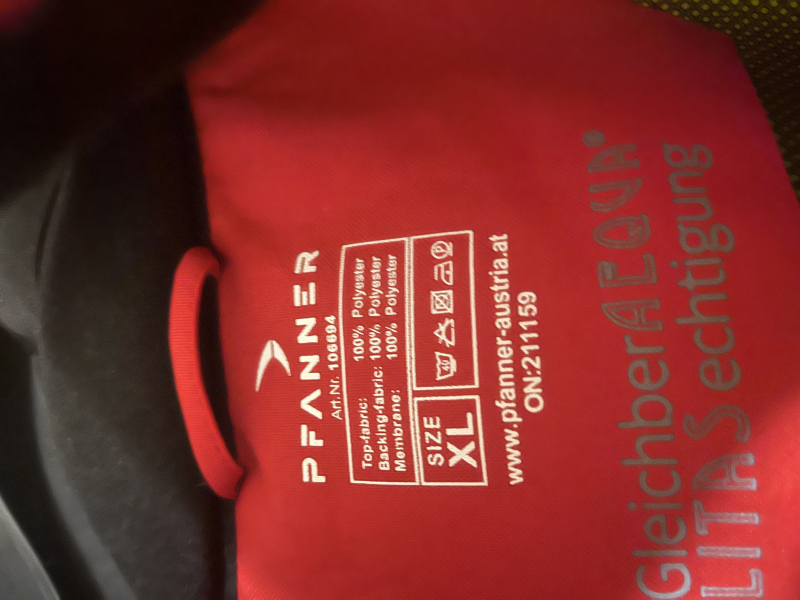 PFANNER
Art.Nr. 106694
Top-fabric: 100% Polyester
Backing-fabric: 100% Polyester
Membrane: 100% Polyester
SIZE
XL
www.pfanner-austria.at
ON:211159
GleichberAEQUA®
LITASechtigung